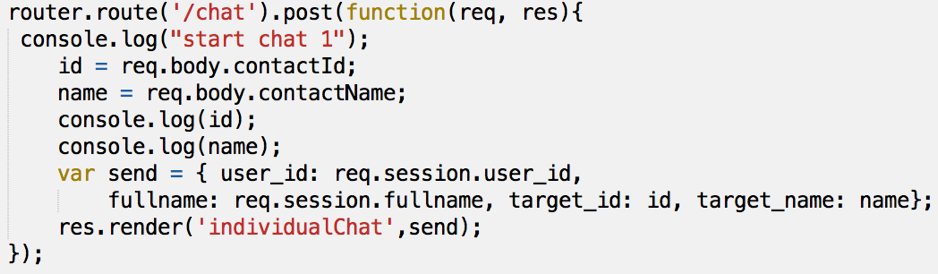 router.route('/chat').post(function(req, res){
 console.log("start chat 1");
    id = req.body.contactId;
    name = req.body.contactName;
    console.log(id);
    console.log(name);
    var send = { user_id: req.session.user_id,
        fullname: req.session.fullname, target_id: id, target_name: name};
    res.render('individualChat',send);
});